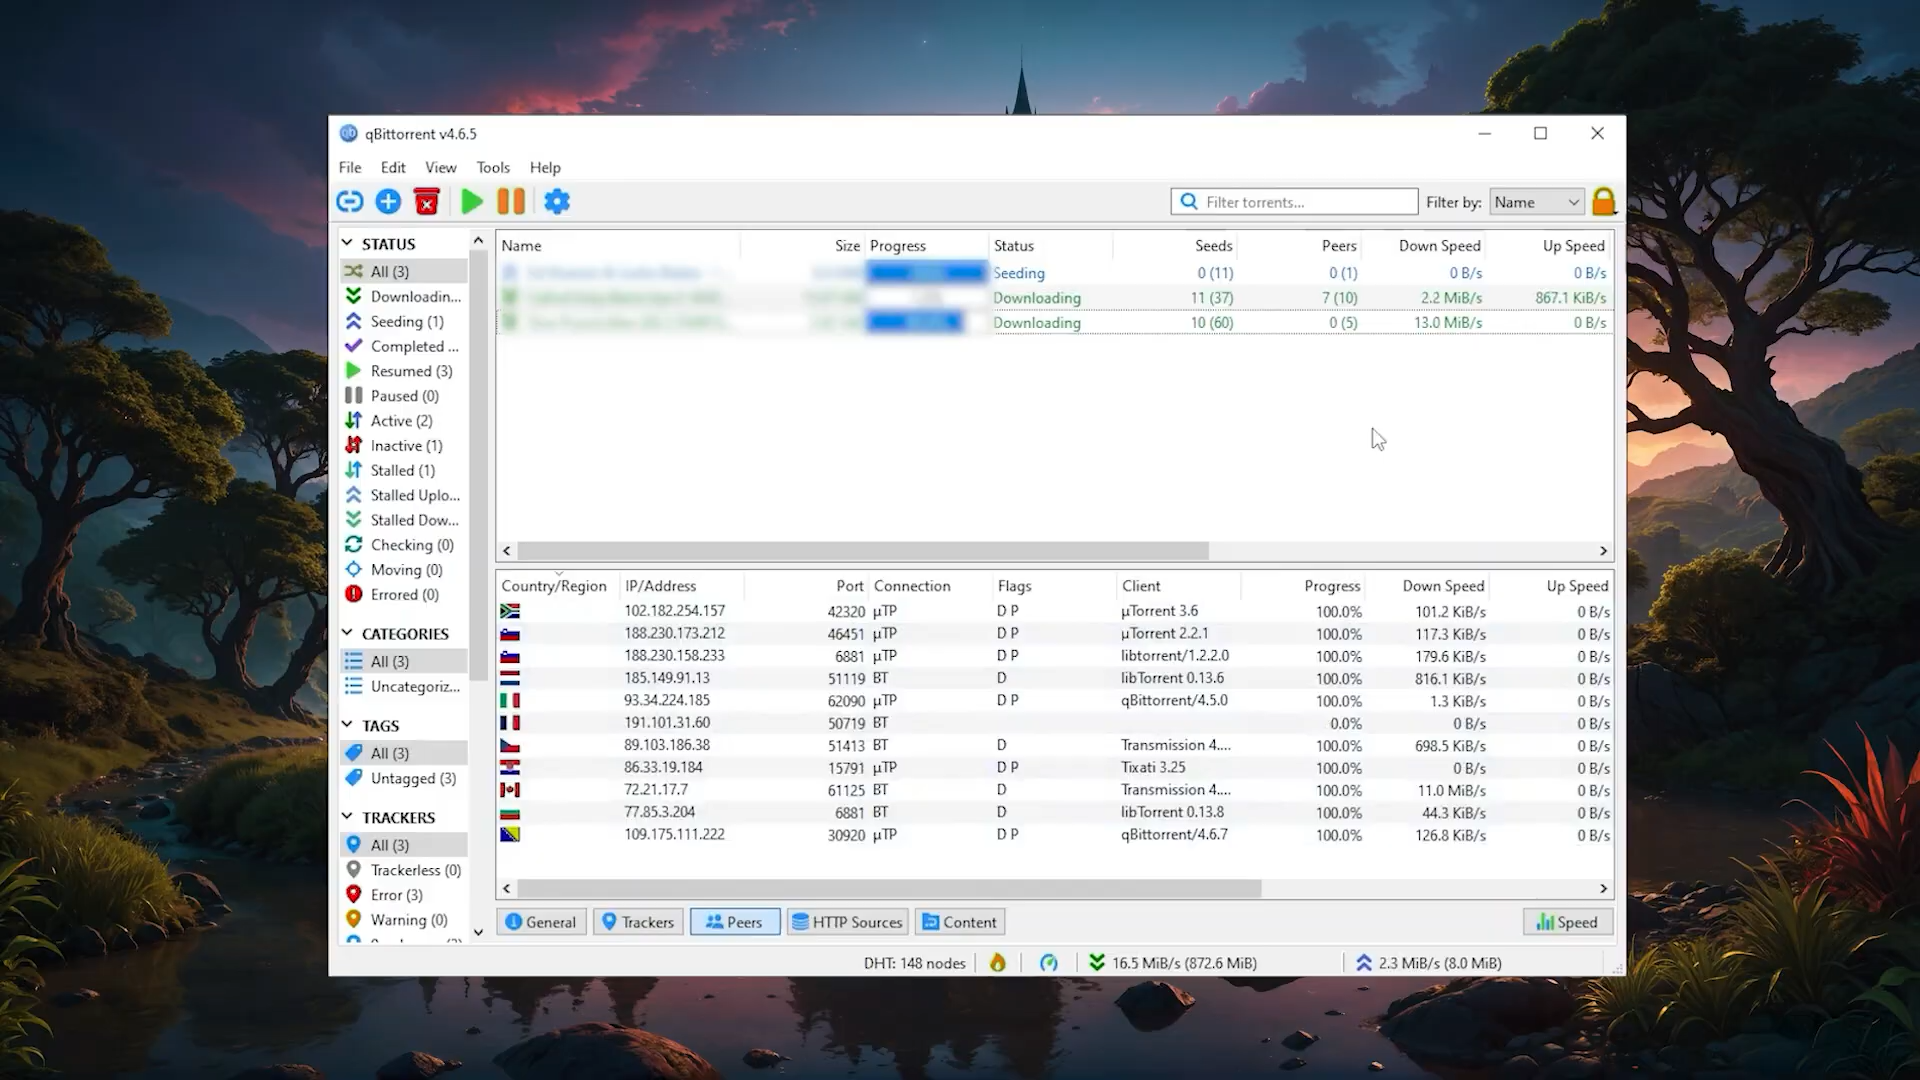 qBittorrent v4.6.5
File Edit View Tools Help
Filter torrents... Filter by: Name
STATUS
All (3)
Downloadin...
Seeding (1)
Completed ...
Resumed (3)
Paused (0)
Active (2)
Inactive (1)
Stalled (1)
Stalled Uplo...
Stalled Dow...
Checking (0)
Moving (0)
Errored (0)
CATEGORIES
All (3)
Uncategoriz...
TAGS
All (3)
Untagged (3)
TRACKERS
All (3)
Trackerless (0)
Error (3)
Warning (0)
Name Size Progress Status Seeds Peers Down Speed Up Speed
Seeding 0 (11) 0 (1) 0 B/s 0 B/s
Downloading 11 (37) 7 (10) 2.2 MiB/s 867.1 KiB/s
Downloading 10 (60) 0 (5) 13.0 MiB/s 0 B/s
Country/Region IP/Address Port Connection Flags Client Progress Down Speed Up Speed
102.182.254.157 42320 μTP D P μTorrent 3.6 100.0% 101.2 KiB/s 0 B/s
188.230.173.212 46451 μTP D P μTorrent 2.2.1 100.0% 117.3 KiB/s 0 B/s
188.230.158.233 6881 μTP D P libtorrent/1.2.2.0 100.0% 179.6 KiB/s 0 B/s
185.149.91.13 51119 BT D libTorrent 0.13.6 100.0% 816.1 KiB/s 0 B/s
93.34.224.185 62090 μTP D P qBittorrent/4.5.0 100.0% 1.3 KiB/s 0 B/s
191.101.31.60 50719 BT 0.0% 0 B/s 0 B/s
89.103.186.38 51413 BT D Transmission 4.... 100.0% 698.5 KiB/s 0 B/s
86.33.19.184 15791 μTP D P Tixati 3.25 100.0% 0 B/s 0 B/s
72.21.17.7 61125 BT D Transmission 4.... 100.0% 11.0 MiB/s 0 B/s
77.85.3.204 6881 BT D libTorrent 0.13.8 100.0% 44.3 KiB/s 0 B/s
109.175.111.222 30920 μTP D P qBittorrent/4.6.7 100.0% 126.8 KiB/s 0 B/s
General Trackers Peers HTTP Sources Content Speed
DHT: 148 nodes 16.5 MiB/s (872.6 MiB) 2.3 MiB/s (8.0 MiB)